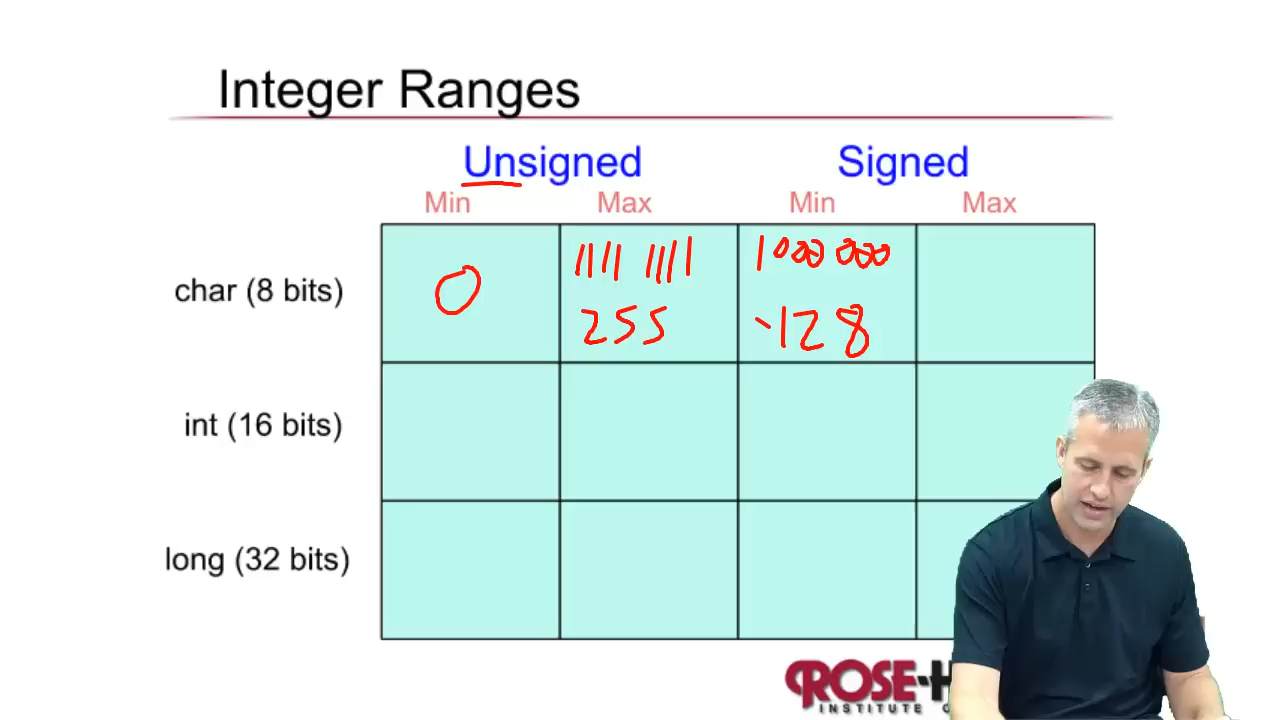 Integer Ranges
Unsigned Signed
Min Max Min Max
char (8 bits) 0 1111 1111 1000 000
255 -128
int (16 bits)
long (32 bits)
ROSE-H
INSTITUTE O